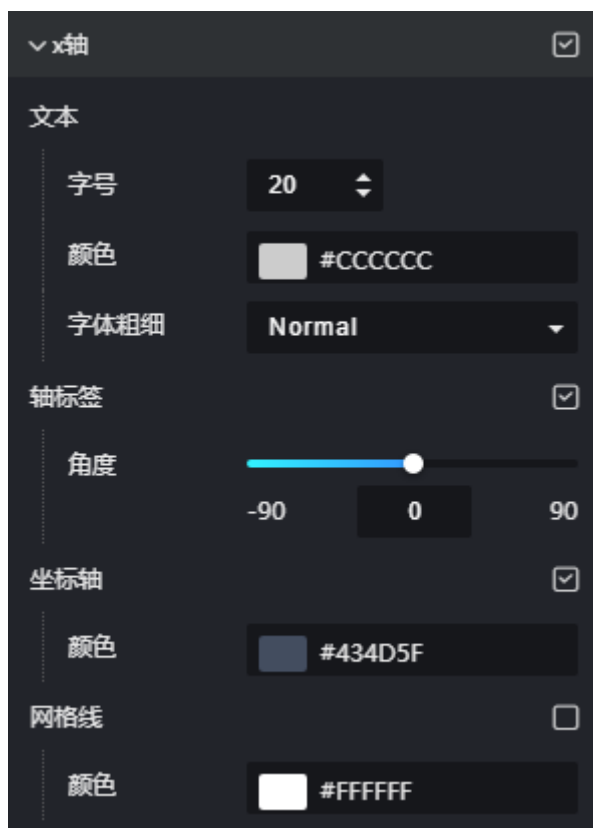 x轴
文本
字号 20
颜色 #CCCCCC
字体粗细 Normal
轴标签
角度
-90 0 90
坐标轴
颜色 #434D5F
网格线
颜色 #FFFFFF